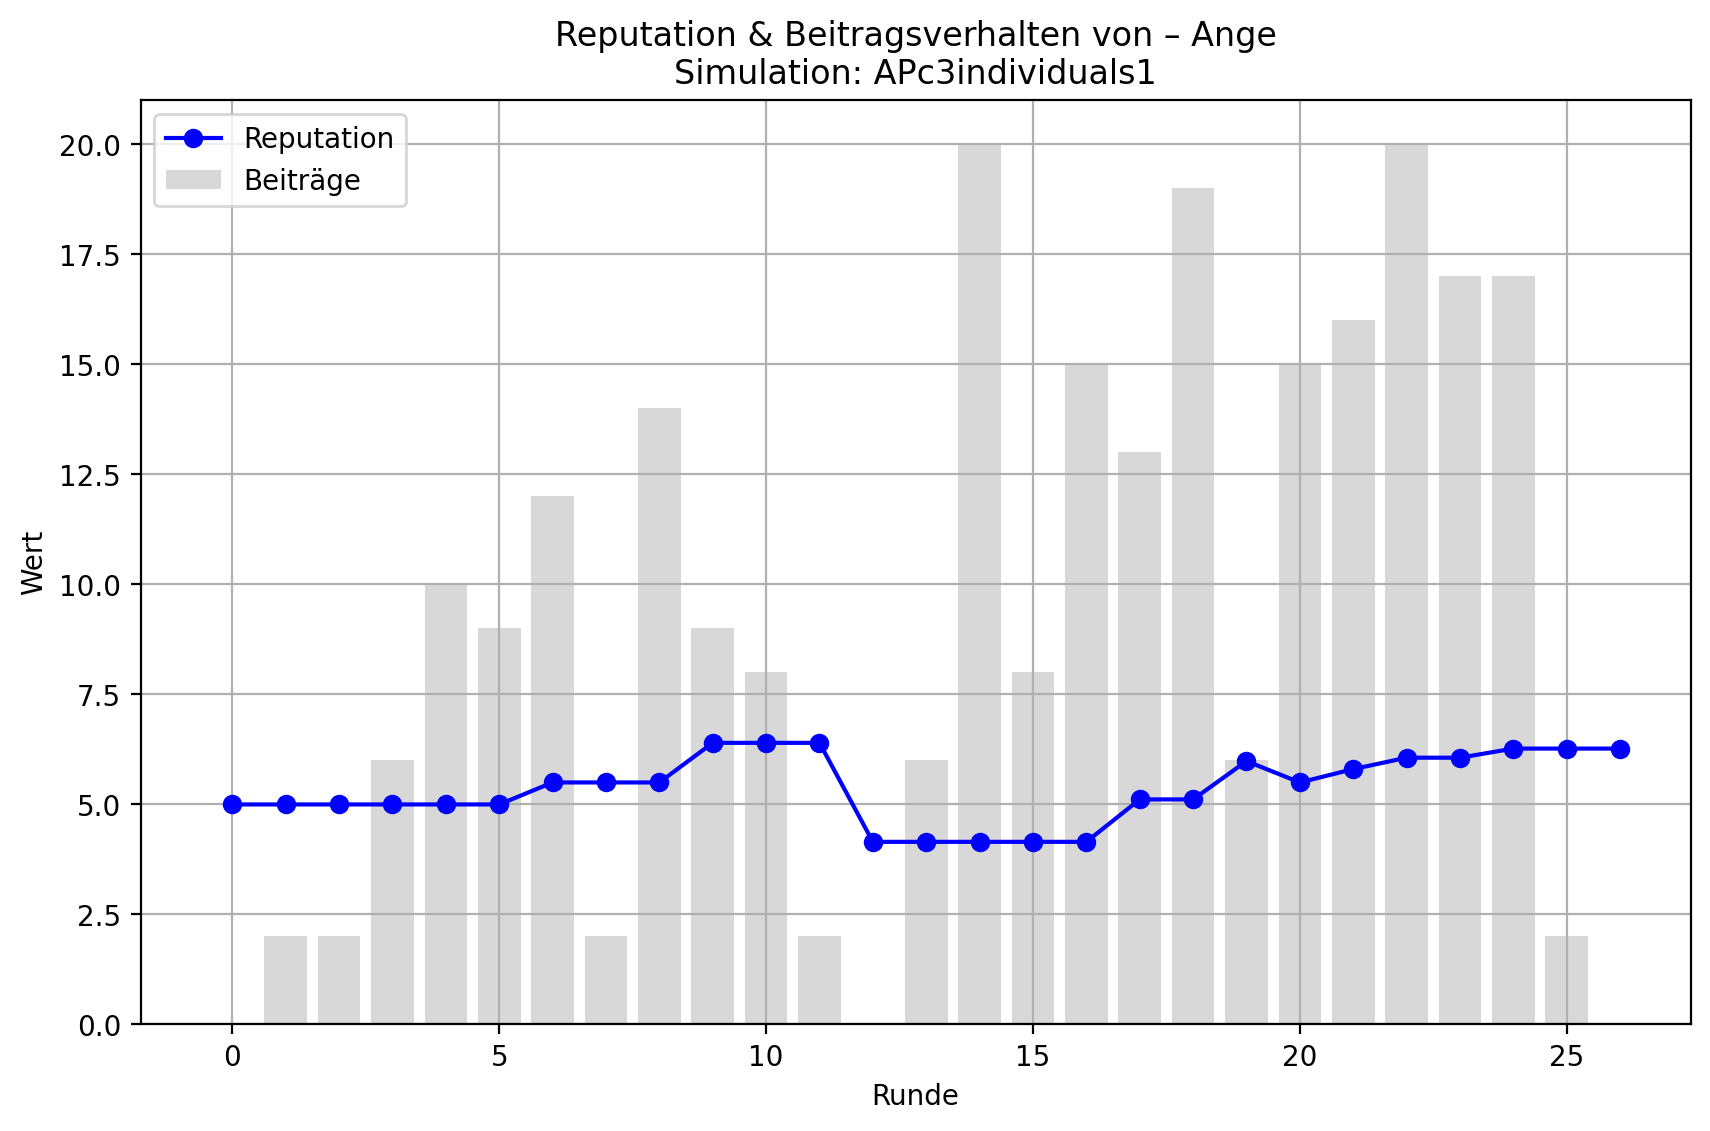 Reputation & Beitragsverhalten von – Ange
Simulation: APc3individuals1
Reputation
Beiträge
20.0
17.5
15.0
12.5
10.0
7.5
5.0
2.5
0.0
Wert
0 5 10 15 20 25
Runde